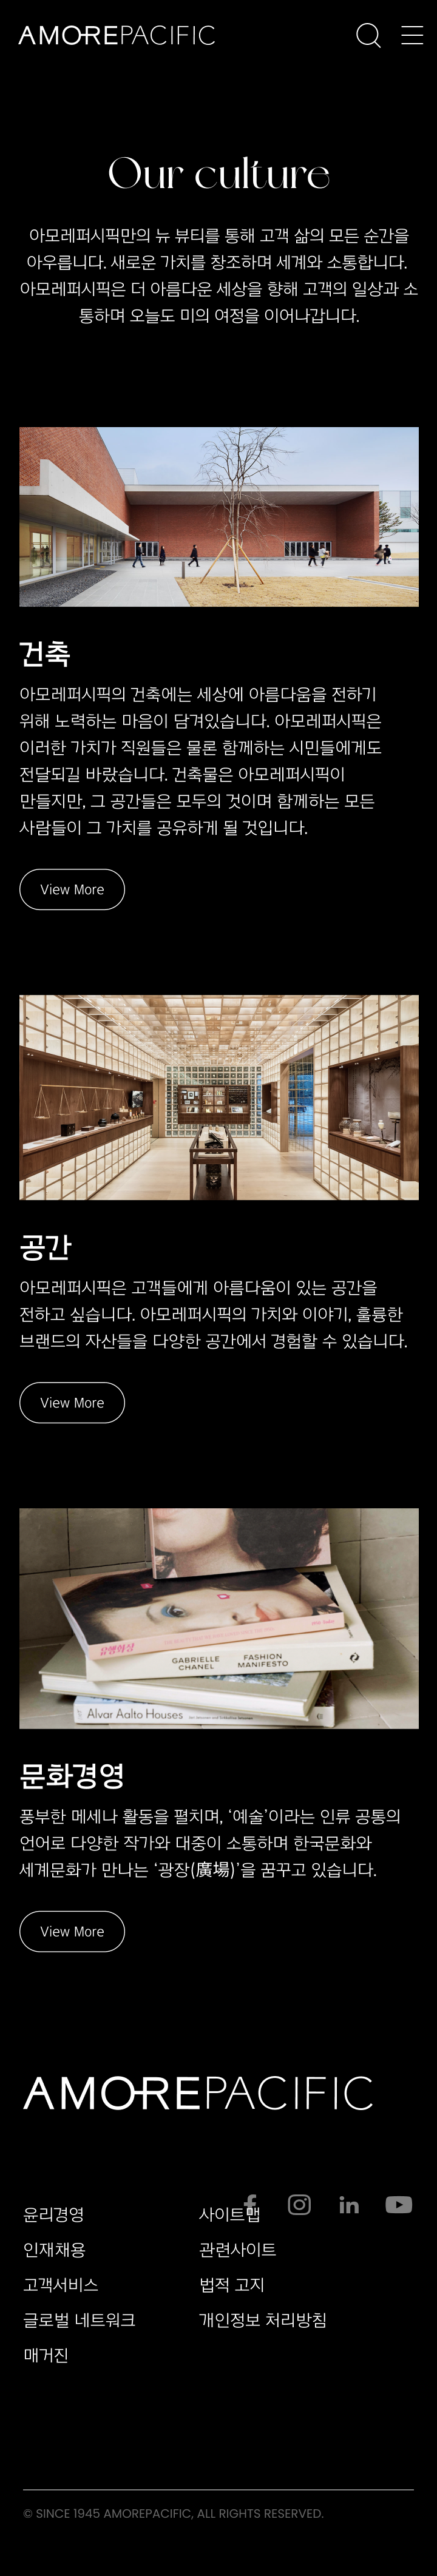 AMOREPACIFIC
Our culture
아모레퍼시픽만의 뉴 뷰티를 통해 고객 삶의 모든 순간을
아우릅니다. 새로운 가치를 창조하며 세계와 소통합니다.
아모레퍼시픽은 더 아름다운 세상을 향해 고객의 일상과 소
통하며 오늘도 미의 여정을 이어나갑니다.
건축
아모레퍼시픽의 건축에는 세상에 아름다움을 전하기
위해 노력하는 마음이 담겨있습니다. 아모레퍼시픽은
이러한 가치가 직원들은 물론 함께하는 시민들에게도
전달되길 바랐습니다. 건축물은 아모레퍼시픽이
만들지만, 그 공간들은 모두의 것이며 함께하는 모든
사람들이 그 가치를 공유하게 될 것입니다.
View More
공간
아모레퍼시픽은 고객들에게 아름다움이 있는 공간을
전하고 싶습니다. 아모레퍼시픽의 가치와 이야기, 훌륭한
브랜드의 자산들을 다양한 공간에서 경험할 수 있습니다.
View More
유행화장
GABRIELLE CHANEL
FASHION MANIFESTO
Alvar Aalto Houses
문화경영
풍부한 메세나 활동을 펼치며, ‘예술’이라는 인류 공통의
언어로 다양한 작가와 대중이 소통하며 한국문화와
세계문화가 만나는 ‘광장(廣場)’을 꿈꾸고 있습니다.
View More
AMOREPACIFIC
윤리경영
사이트맵
인재채용
관련사이트
고객서비스
법적 고지
글로벌 네트워크
개인정보 처리방침
매거진
© SINCE 1945 AMOREPACIFIC, ALL RIGHTS RESERVED.